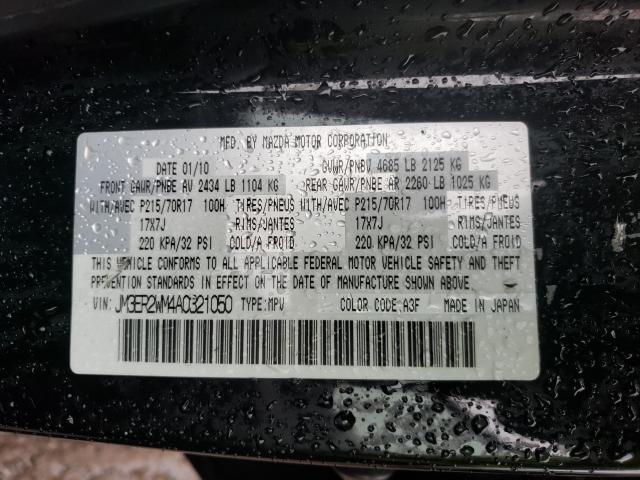 MFD. BY MAZDA MOTOR CORPORATION
DATE 01/10 GVWR/PNBV 4685 LB 2125 KG
FRONT GAWR/PNBE AV 2434 LB 1104 KG REAR GAWR/PNBE AR 2260 LB 1025 KG
WITH/AVEC P215/70R17 100H TIRES/PNEUS WITH/AVEC P215/70R17 100H TIRES/PNEUS
17X7J RIMS/JANTES 17X7J RIMS/JANTES
220 KPA/32 PSI COLD/A FROID 220 KPA/32 PSI COLD/A FROID
THIS VEHICLE CONFORMS TO ALL APPLICABLE FEDERAL MOTOR VEHICLE SAFETY AND THEFT
PREVENTION STANDARDS IN EFFECT ON THE DATE OF MANUFACTURE SHOWN ABOVE.
VIN: JM3ER2WM4A0321050 TYPE: MPV COLOR CODE: A3F MADE IN JAPAN